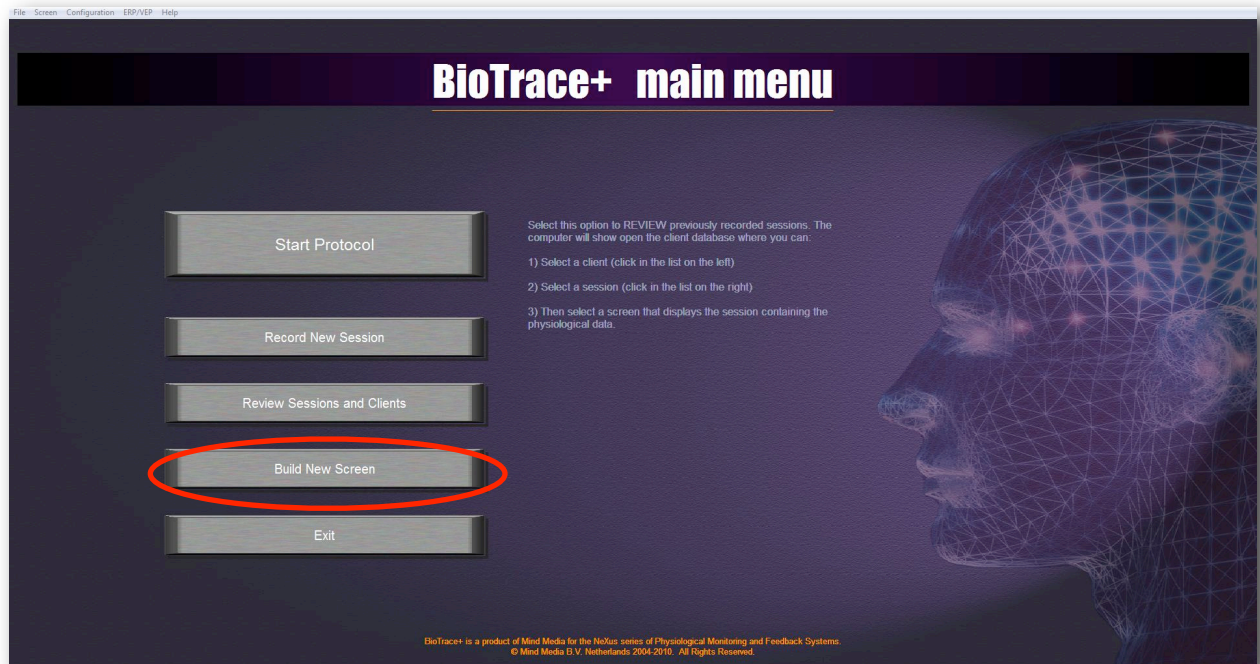 File Screen Configuration ERP/VEP Help
BioTrace+ main menu
Start Protocol
Select this option to REVIEW previously recorded sessions. The
computer will show open the client database where you can:
1) Select a client (click in the list on the left)
2) Select a session (click in the list on the right)
3) Then select a screen that displays the session containing the
physiological data.
Record New Session
Review Sessions and Clients
Build New Screen
Exit
BioTrace+ is a product of Mind Media for the NeXus series of Physiological Monitoring and Feedback Systems.
© Mind Media B.V. Netherlands 2004-2010. All Rights Reserved.